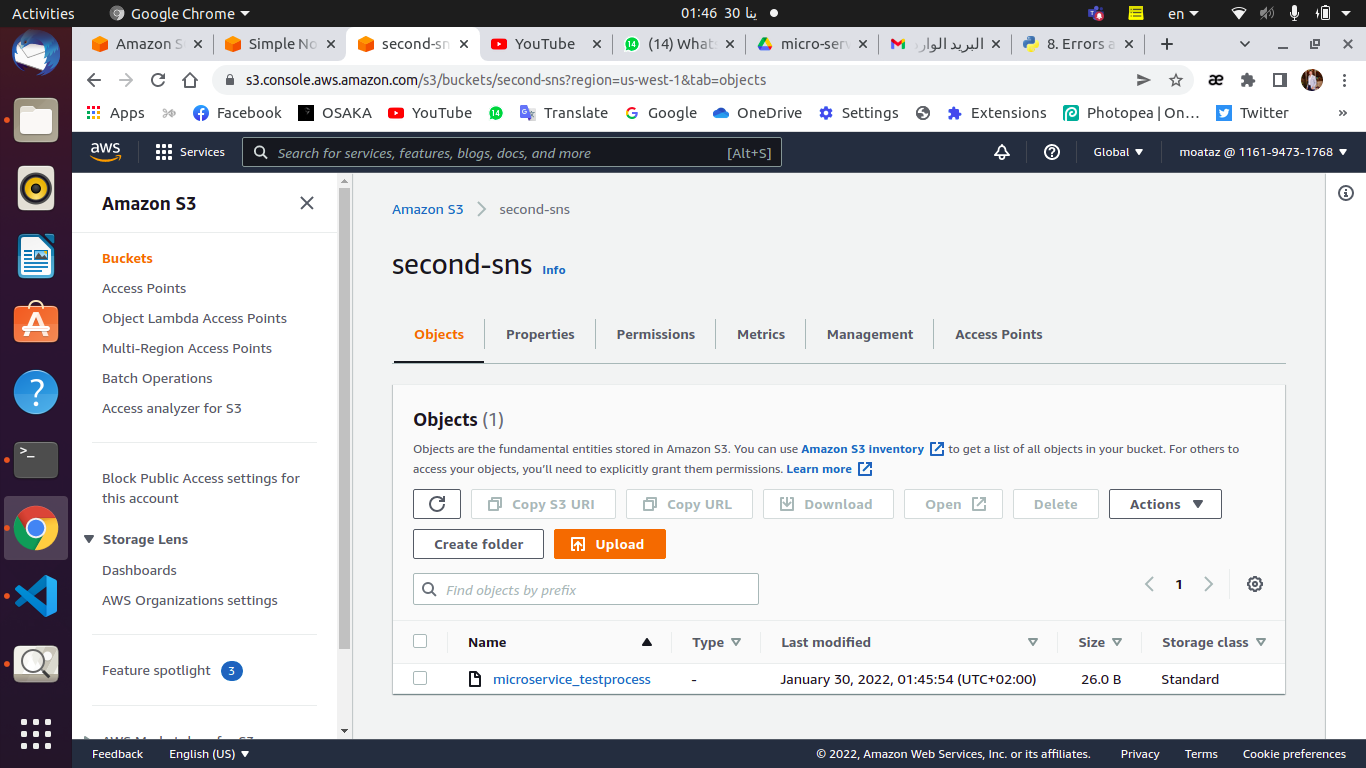 Activities Google Chrome 01:46 30 ينا en
Amazon S Simple No second-sn YouTube (14) Whats micro-serv البريد الوارد 8. Errors a
s3.console.aws.amazon.com/s3/buckets/second-sns?region=us-west-1&tab=objects
Apps Facebook OSAKA YouTube 14 Translate Google OneDrive Settings Extensions Photopea | On... Twitter »
aws Services Search for services, features, blogs, docs, and more [Alt+S] Global moataz @ 1161-9473-1768
Amazon S3
Buckets
Access Points
Object Lambda Access Points
Multi-Region Access Points
Batch Operations
Access analyzer for S3
Block Public Access settings for
this account
Storage Lens
Dashboards
AWS Organizations settings
Feature spotlight 3
Amazon S3 second-sns
second-sns Info
Objects Properties Permissions Metrics Management Access Points
Objects (1)
Objects are the fundamental entities stored in Amazon S3. You can use Amazon S3 inventory to get a list of all objects in your bucket. For others to
access your objects, you’ll need to explicitly grant them permissions. Learn more
Copy S3 URI Copy URL Download Open Delete Actions
Create folder Upload
Find objects by prefix 1
Name Type Last modified Size Storage class
microservice_testprocess - January 30, 2022, 01:45:54 (UTC+02:00) 26.0 B Standard
Feedback English (US) © 2022, Amazon Web Services, Inc. or its affiliates. Privacy Terms Cookie preferences